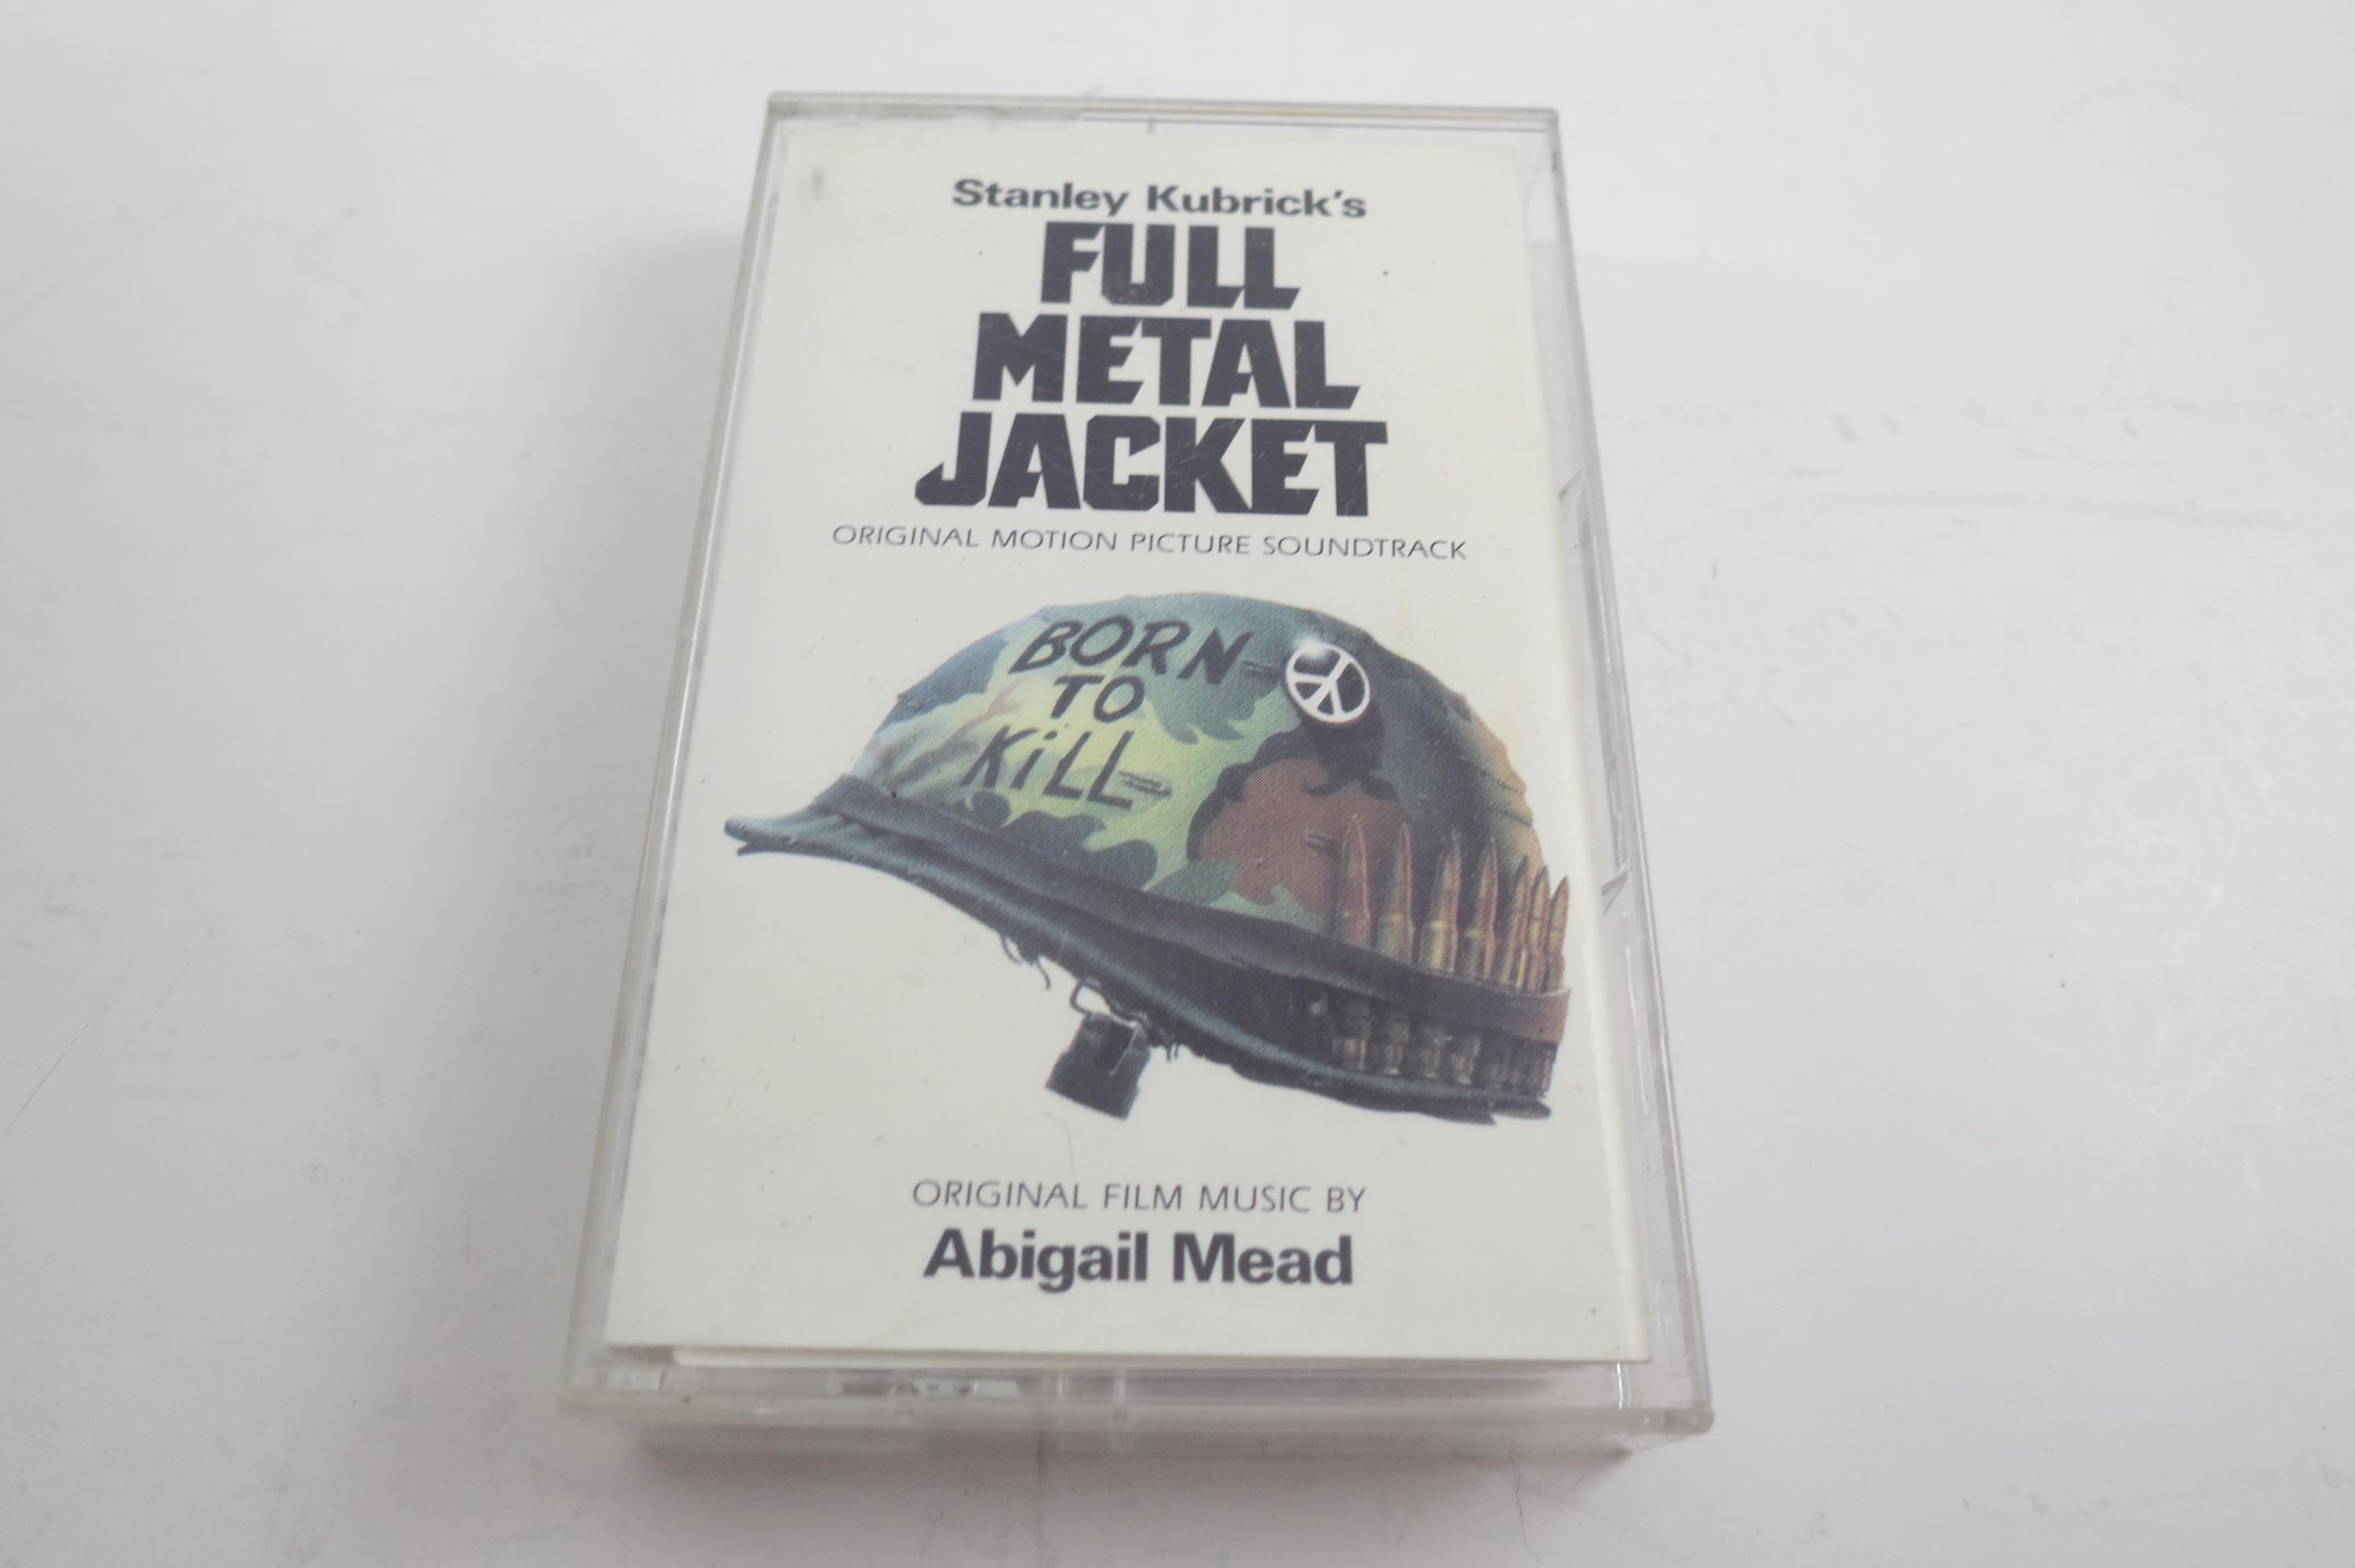 Stanley Kubrick's
FULL
METAL
JACKET
ORIGINAL MOTION PICTURE SOUNDTRACK
BORN
TO
KiLL
ORIGINAL FILM MUSIC BY
Abigail Mead